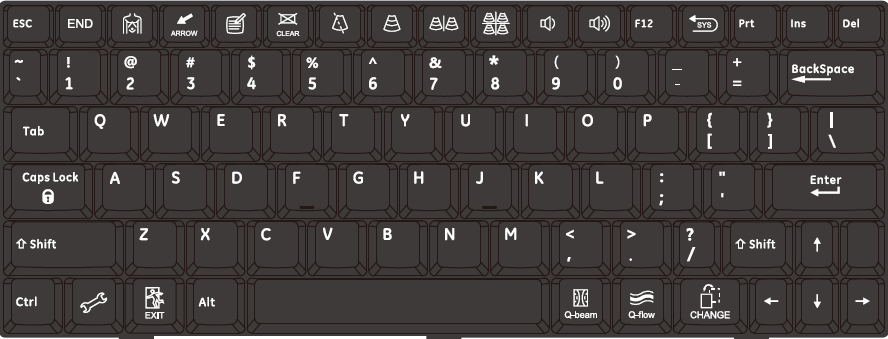 ESC END ARROW CLEAR F12 SYS Prt Ins Del
~ ! @ # $ % ^ & * ( ) _ + BackSpace
` 1 2 3 4 5 6 7 8 9 0 - =
Tab Q W E R T Y U I O P { } |
[ ] \
Caps Lock A S D F G H J K L : " Enter
; '
⇧ Shift Z X C V B N M < > ? ⇧ Shift ↑
, . /
Ctrl EXIT Alt Q-beam Q-flow CHANGE ← ↓ →